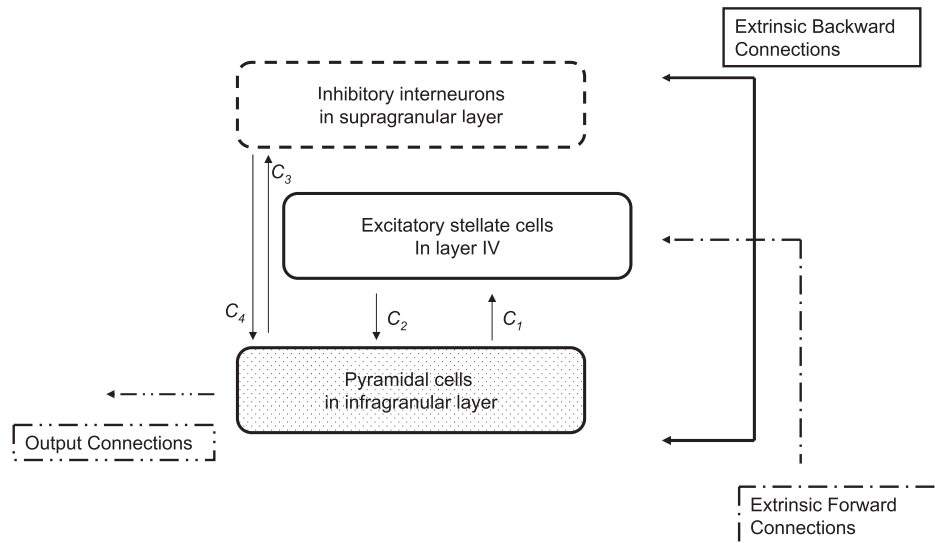 Extrinsic Backward
Connections
Inhibitory interneurons
in supragranular layer
C3
Excitatory stellate cells
In layer IV
C4
C2
C1
Pyramidal cells
in infragranular layer
Output Connections
Extrinsic Forward
Connections